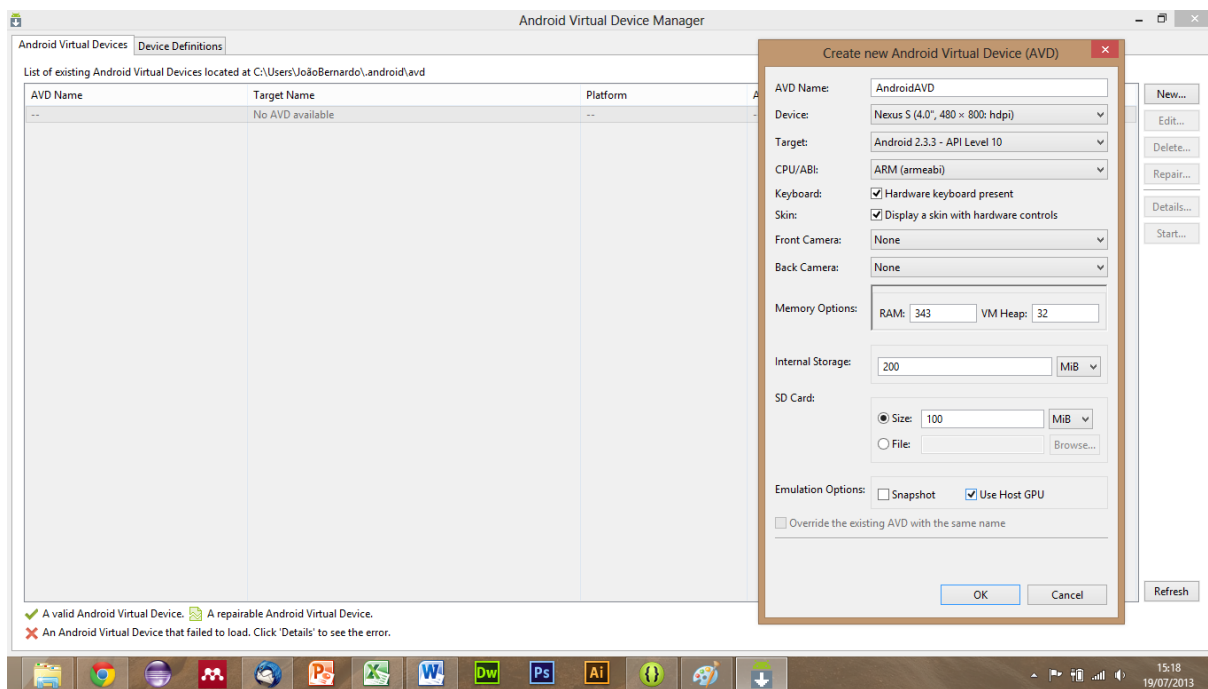 Android Virtual Device Manager
Android Virtual Devices Device Definitions
List of existing Android Virtual Devices located at C:\Users\JoãoBernardo\.android\avd
AVD Name Target Name Platform A
-- No AVD available -- -
New...
Edit...
Delete...
Repair...
Details...
Start...
Refresh
Create new Android Virtual Device (AVD)
AVD Name: AndroidAVD
Device: Nexus S (4.0", 480 × 800: hdpi)
Target: Android 2.3.3 - API Level 10
CPU/ABI: ARM (armeabi)
Keyboard: Hardware keyboard present
Skin: Display a skin with hardware controls
Front Camera: None
Back Camera: None
Memory Options: RAM: 343 VM Heap: 32
Internal Storage: 200 MiB
SD Card:
Size: 100 MiB
File: Browse...
Emulation Options: Snapshot Use Host GPU
Override the existing AVD with the same name
OK Cancel
A valid Android Virtual Device. A repairable Android Virtual Device.
An Android Virtual Device that failed to load. Click 'Details' to see the error.
Dw Ps Ai
15:18
19/07/2013